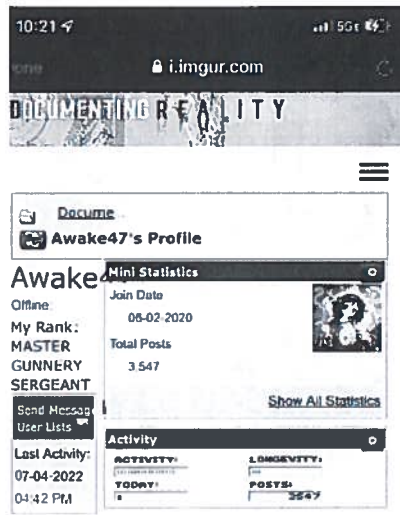 10:21
5G
i.imgur.com
DOCUMENTING REALITY
Docume
Awake47's Profile
Awake
Offline
My Rank:
MASTER
GUNNERY
SERGEANT
Send Message
User Lists
Last Activity:
07-04-2022
04:42 PM
Mini Statistics
Join Date
06-02-2020
Total Posts
3,547
Show All Statistics
Activity
ACTIVITY:
LONGEVITY:
TODAY:
POSTS:
3547